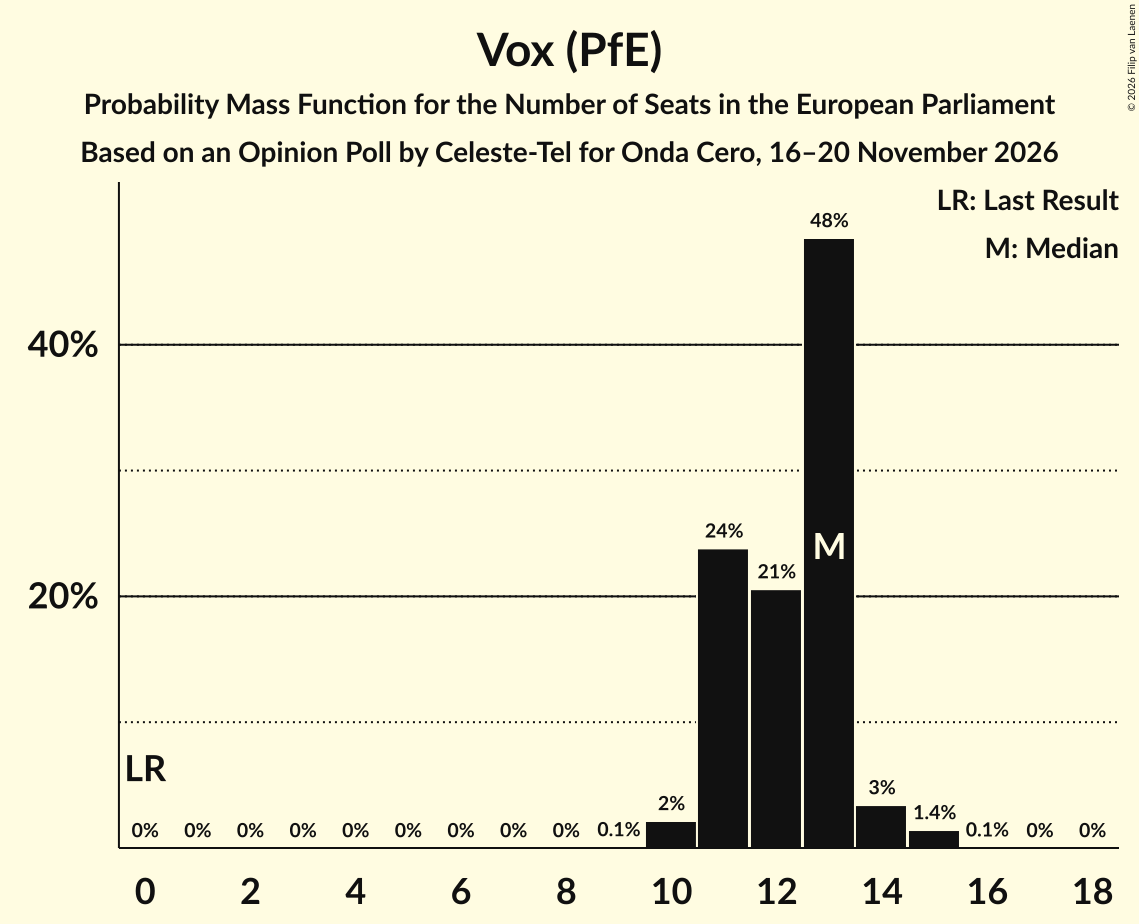 Vox (PfE)
Probability Mass Function for the Number of Seats in the European Parliament
Based on an Opinion Poll by Celeste-Tel for Onda Cero, 16–20 November 2026
© 2026 Filip van Laenen
LR: Last Result
M: Median
48%
40%
24%
M
21%
20%
LR
0% 0% 0% 0% 0% 0% 0% 0% 0% 0.1% 2% 3% 1.4% 0.1% 0% 0%
0 2 4 6 8 10 12 14 16 18